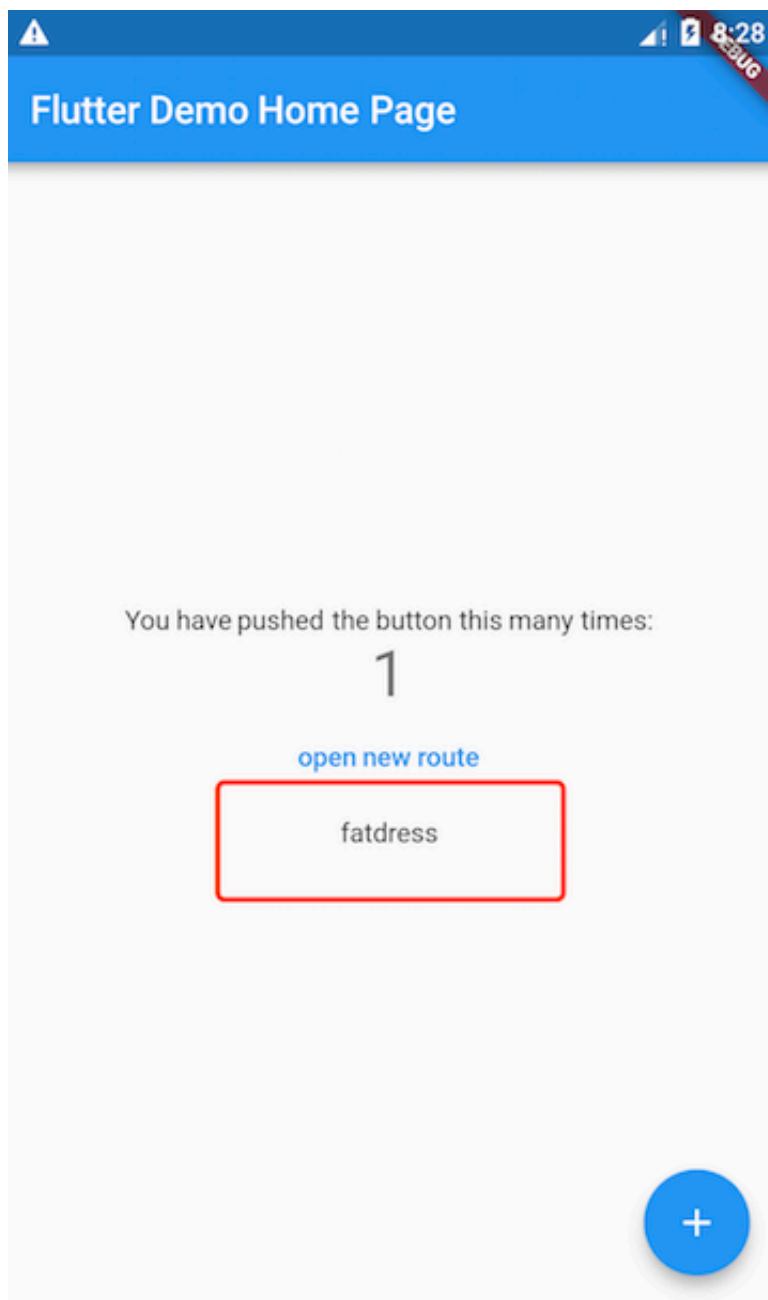 8:28
DEBUG
Flutter Demo Home Page
You have pushed the button this many times:
1
open new route
fatdress
+